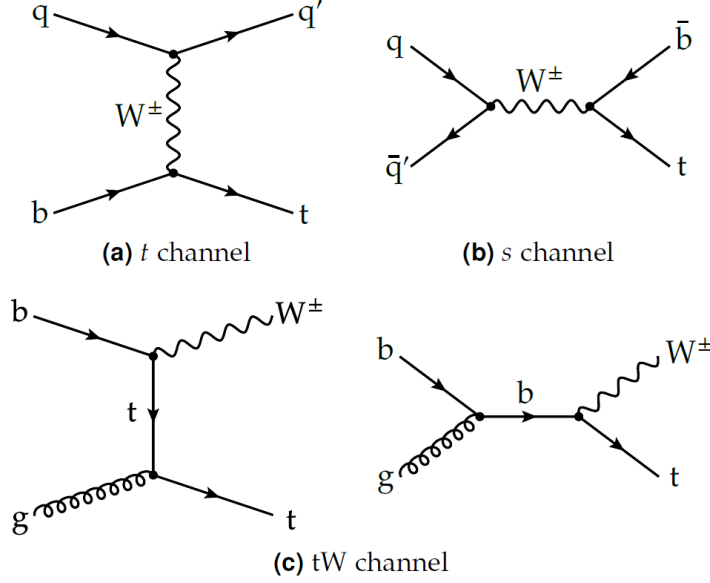 q q′ q b̄
W± W±
b t q̄′ t
(a) t channel (b) s channel
b W± b b W±
t
g t g t
(c) tW channel